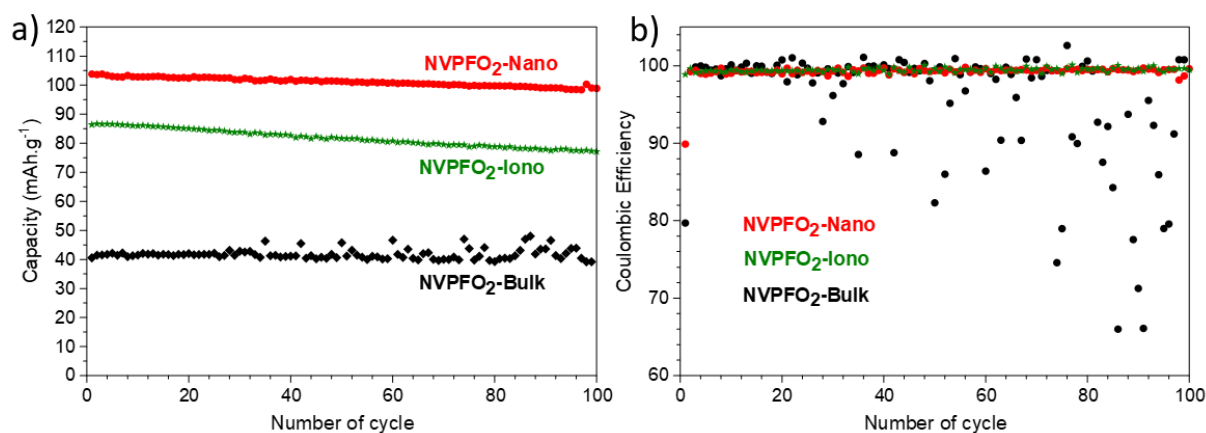 a)
120
110
100
90
80
70
60
50
40
30
20
10
0
Capacity (mAh.g⁻¹)
NVPFO₂-Nano
NVPFO₂-Iono
NVPFO₂-Bulk
0 20 40 60 80 100
Number of cycle
b)
100
90
80
70
60
Coulombic Efficiency
NVPFO₂-Nano
NVPFO₂-Iono
NVPFO₂-Bulk
0 20 40 60 80 100
Number of cycle